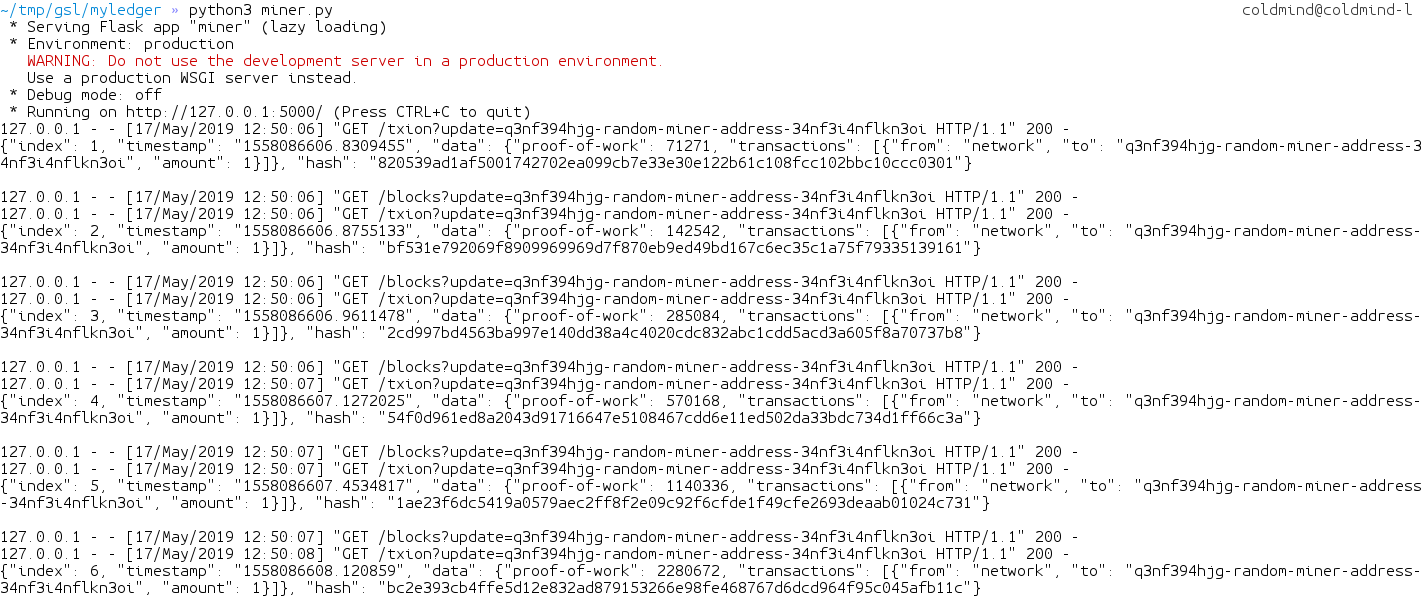 ~/tmp/gsl/myledger » python3 miner.py coldmind@coldmind-l
* Serving Flask app "miner" (lazy loading)
* Environment: production
WARNING: Do not use the development server in a production environment.
Use a production WSGI server instead.
* Debug mode: off
* Running on http://127.0.0.1:5000/ (Press CTRL+C to quit)
127.0.0.1 - - [17/May/2019 12:50:06] "GET /txion?update=q3nf394hjg-random-miner-address-34nf3i4nflkn3oi HTTP/1.1" 200 -
{"index": 1, "timestamp": "1558086606.8309455", "data": {"proof-of-work": 71271, "transactions": [{"from": "network", "to": "q3nf394hjg-random-miner-address-3
4nf3i4nflkn3oi", "amount": 1}]}, "hash": "820539ad1af5001742702ea099cb7e33e30e122b61c108fcc102bbc10ccc0301"}
127.0.0.1 - - [17/May/2019 12:50:06] "GET /blocks?update=q3nf394hjg-random-miner-address-34nf3i4nflkn3oi HTTP/1.1" 200 -
127.0.0.1 - - [17/May/2019 12:50:06] "GET /txion?update=q3nf394hjg-random-miner-address-34nf3i4nflkn3oi HTTP/1.1" 200 -
{"index": 2, "timestamp": "1558086606.8755133", "data": {"proof-of-work": 142542, "transactions": [{"from": "network", "to": "q3nf394hjg-random-miner-address-
34nf3i4nflkn3oi", "amount": 1}]}, "hash": "bf531e792069f8909969969d7f870eb9ed49bd167c6ec35c1a75f79335139161"}
127.0.0.1 - - [17/May/2019 12:50:06] "GET /blocks?update=q3nf394hjg-random-miner-address-34nf3i4nflkn3oi HTTP/1.1" 200 -
127.0.0.1 - - [17/May/2019 12:50:06] "GET /txion?update=q3nf394hjg-random-miner-address-34nf3i4nflkn3oi HTTP/1.1" 200 -
{"index": 3, "timestamp": "1558086606.9611478", "data": {"proof-of-work": 285084, "transactions": [{"from": "network", "to": "q3nf394hjg-random-miner-address-
34nf3i4nflkn3oi", "amount": 1}]}, "hash": "2cd997bd4563ba997e140dd38a4c4020cdc832abc1cdd5acd3a605f8a70737b8"}
127.0.0.1 - - [17/May/2019 12:50:06] "GET /blocks?update=q3nf394hjg-random-miner-address-34nf3i4nflkn3oi HTTP/1.1" 200 -
127.0.0.1 - - [17/May/2019 12:50:07] "GET /txion?update=q3nf394hjg-random-miner-address-34nf3i4nflkn3oi HTTP/1.1" 200 -
{"index": 4, "timestamp": "1558086607.1272025", "data": {"proof-of-work": 570168, "transactions": [{"from": "network", "to": "q3nf394hjg-random-miner-address-
34nf3i4nflkn3oi", "amount": 1}]}, "hash": "54f0d961ed8a2043d91716647e5108467cdd6e11ed502da33bdc734d1ff66c3a"}
127.0.0.1 - - [17/May/2019 12:50:07] "GET /blocks?update=q3nf394hjg-random-miner-address-34nf3i4nflkn3oi HTTP/1.1" 200 -
127.0.0.1 - - [17/May/2019 12:50:07] "GET /txion?update=q3nf394hjg-random-miner-address-34nf3i4nflkn3oi HTTP/1.1" 200 -
{"index": 5, "timestamp": "1558086607.4534817", "data": {"proof-of-work": 1140336, "transactions": [{"from": "network", "to": "q3nf394hjg-random-miner-address
-34nf3i4nflkn3oi", "amount": 1}]}, "hash": "1ae23f6dc5419a0579aec2ff8f2e09c92f6cfde1f49cfe2693deaab01024c731"}
127.0.0.1 - - [17/May/2019 12:50:07] "GET /blocks?update=q3nf394hjg-random-miner-address-34nf3i4nflkn3oi HTTP/1.1" 200 -
127.0.0.1 - - [17/May/2019 12:50:08] "GET /txion?update=q3nf394hjg-random-miner-address-34nf3i4nflkn3oi HTTP/1.1" 200 -
{"index": 6, "timestamp": "1558086608.120859", "data": {"proof-of-work": 2280672, "transactions": [{"from": "network", "to": "q3nf394hjg-random-miner-address-
34nf3i4nflkn3oi", "amount": 1}]}, "hash": "bc2e393cb4ffe5d12e832ad879153266e98fe468767d6dcd964f95c045afb11c"}